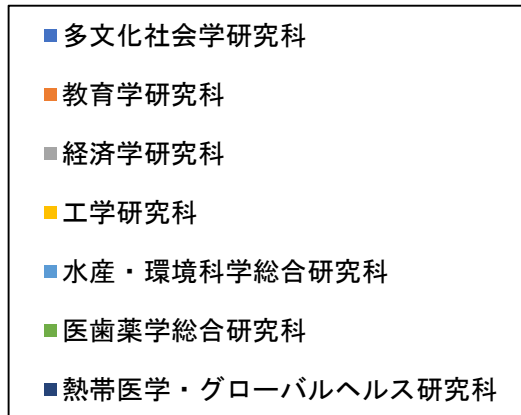 多文化社会学研究科
教育学研究科
経済学研究科
工学研究科
水産・環境科学総合研究科
医歯薬学総合研究科
熱帯医学・グローバルヘルス研究科